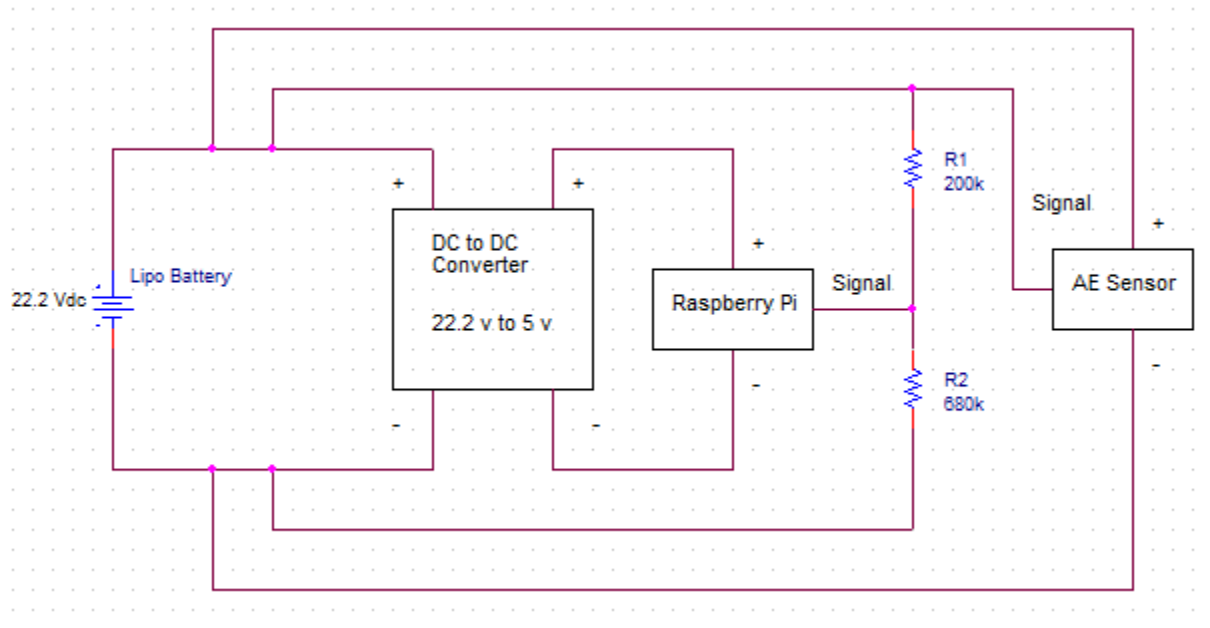 R1
200k
Signal
+
+
+
DC to DC
Converter
22.2 v to 5 v
+
Lipo Battery
22.2 Vdc
Raspberry Pi
Signal
AE Sensor
-
-
R2
680k
-
-